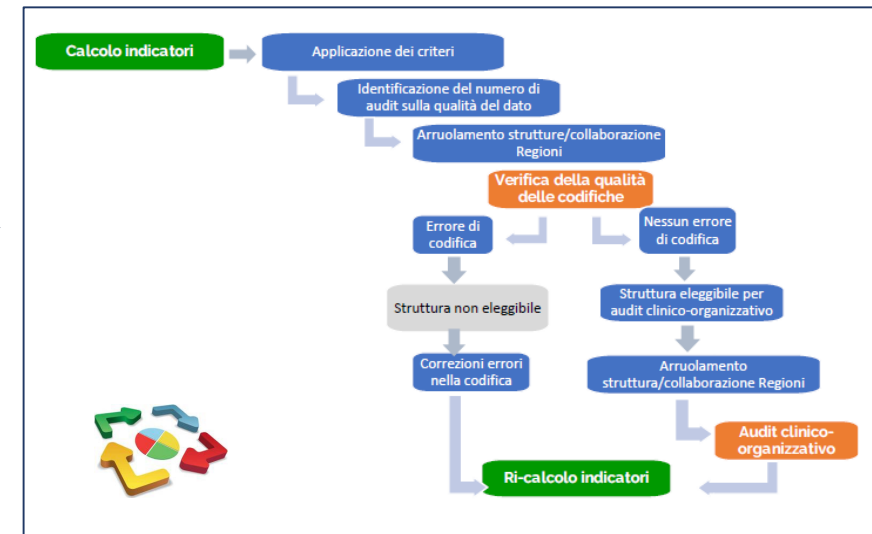 Calcolo indicatori
Applicazione dei criteri
Identificazione del numero di
audit sulla qualità del dato
Arruolamento strutture/collaborazione
Regioni
Verifica della qualità
delle codifiche
Errore di
codifica
Nessun errore
di codifica
Struttura non eleggibile
Struttura eleggibile per
audit clinico-organizzativo
Correzioni errori
nella codifica
Arruolamento
struttura/collaborazione Regioni
Audit clinico-
organizzativo
Ri-calcolo indicatori